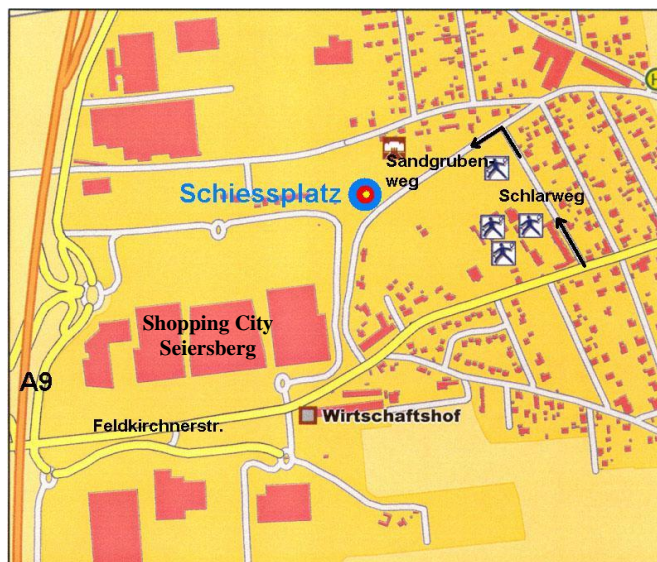 H
Sandgruben-
weg
Schiessplatz
Schlarweg
Shopping City
Seiersberg
A9
Wirtschaftshof
Feldkirchnerstr.